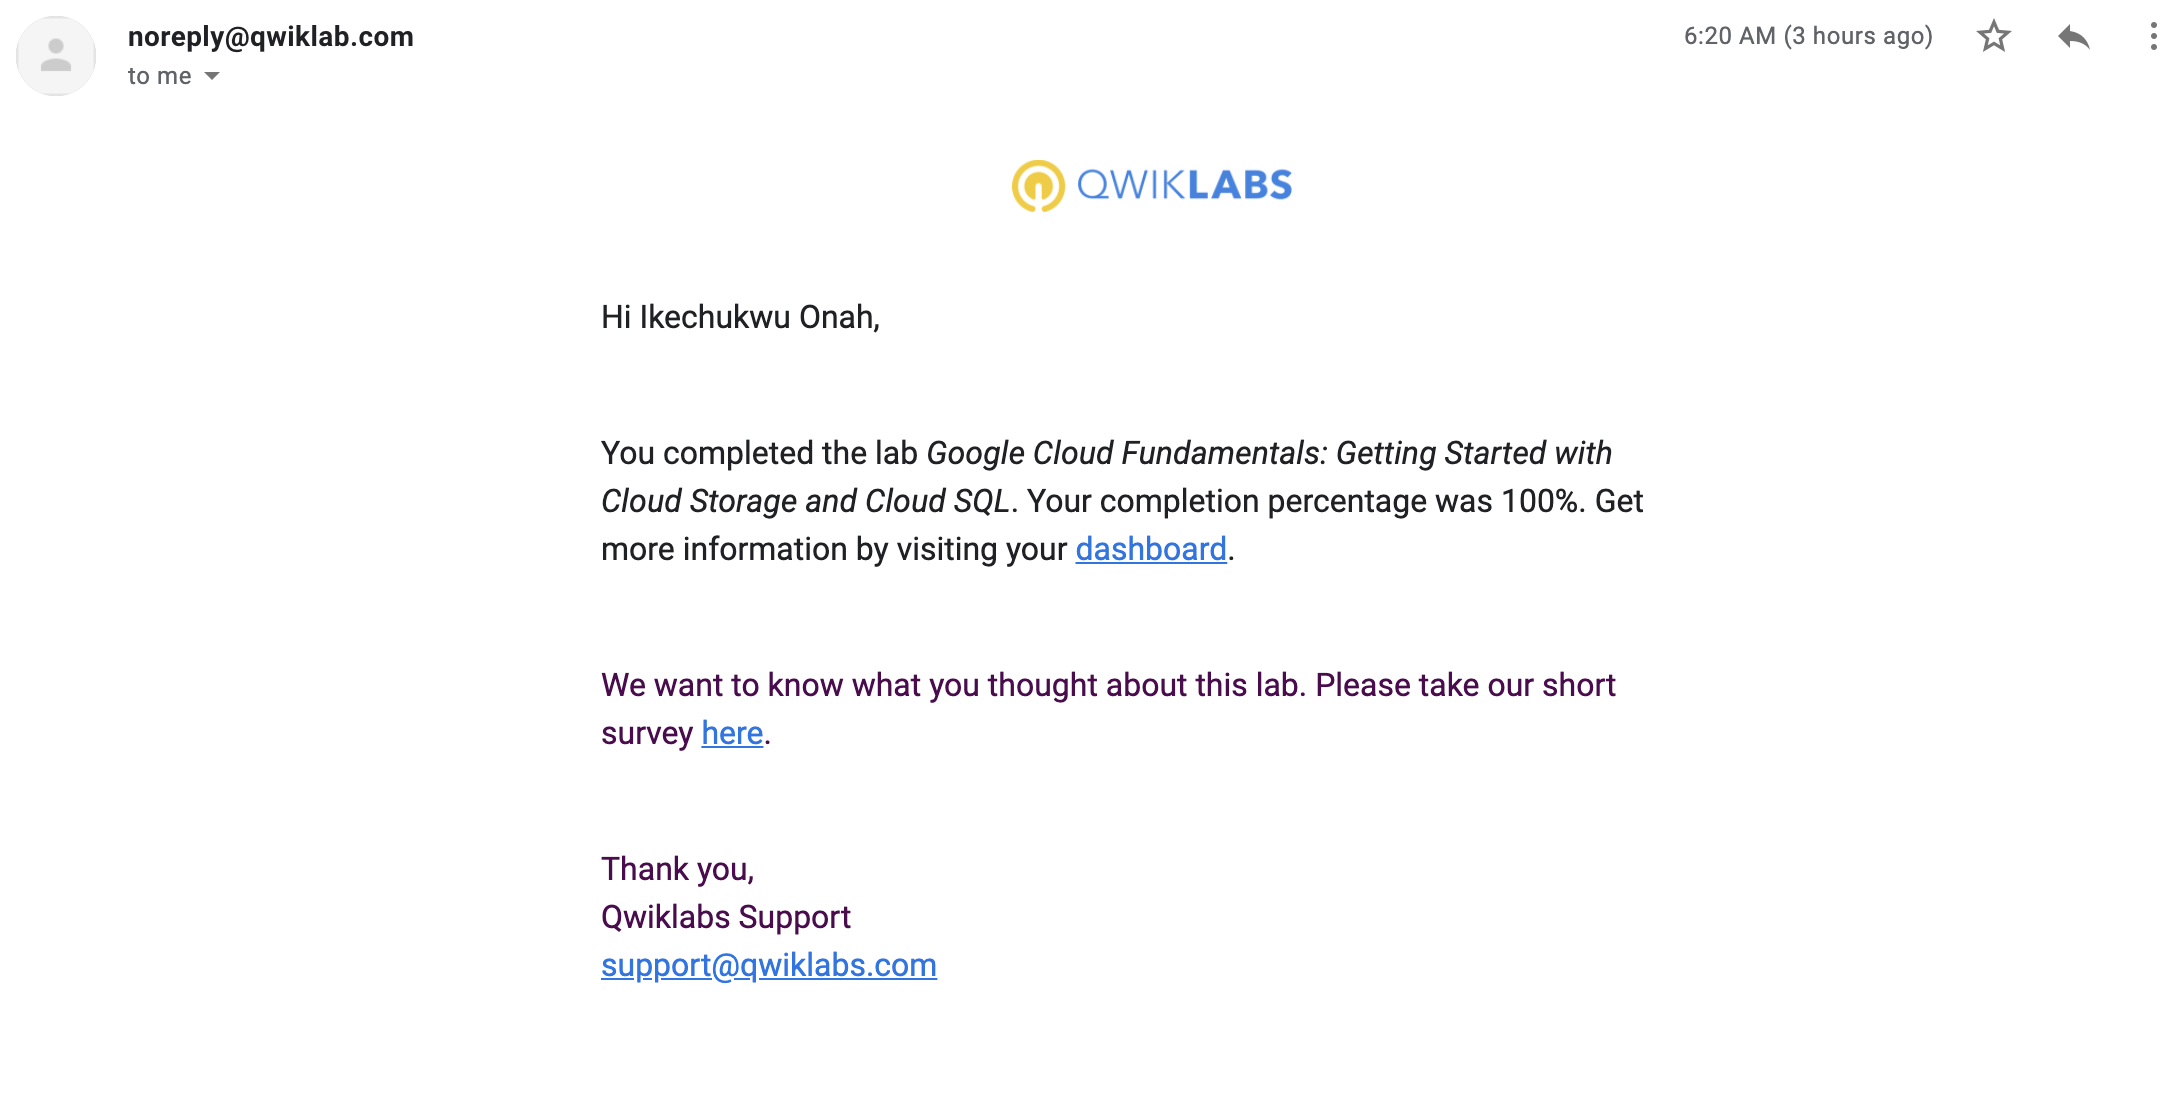 noreply@qwiklab.com
6:20 AM (3 hours ago)
to me
QWIKLABS
Hi Ikechukwu Onah,
You completed the lab Google Cloud Fundamentals: Getting Started with
Cloud Storage and Cloud SQL. Your completion percentage was 100%. Get
more information by visiting your dashboard.
We want to know what you thought about this lab. Please take our short
survey here.
Thank you,
Qwiklabs Support
support@qwiklabs.com